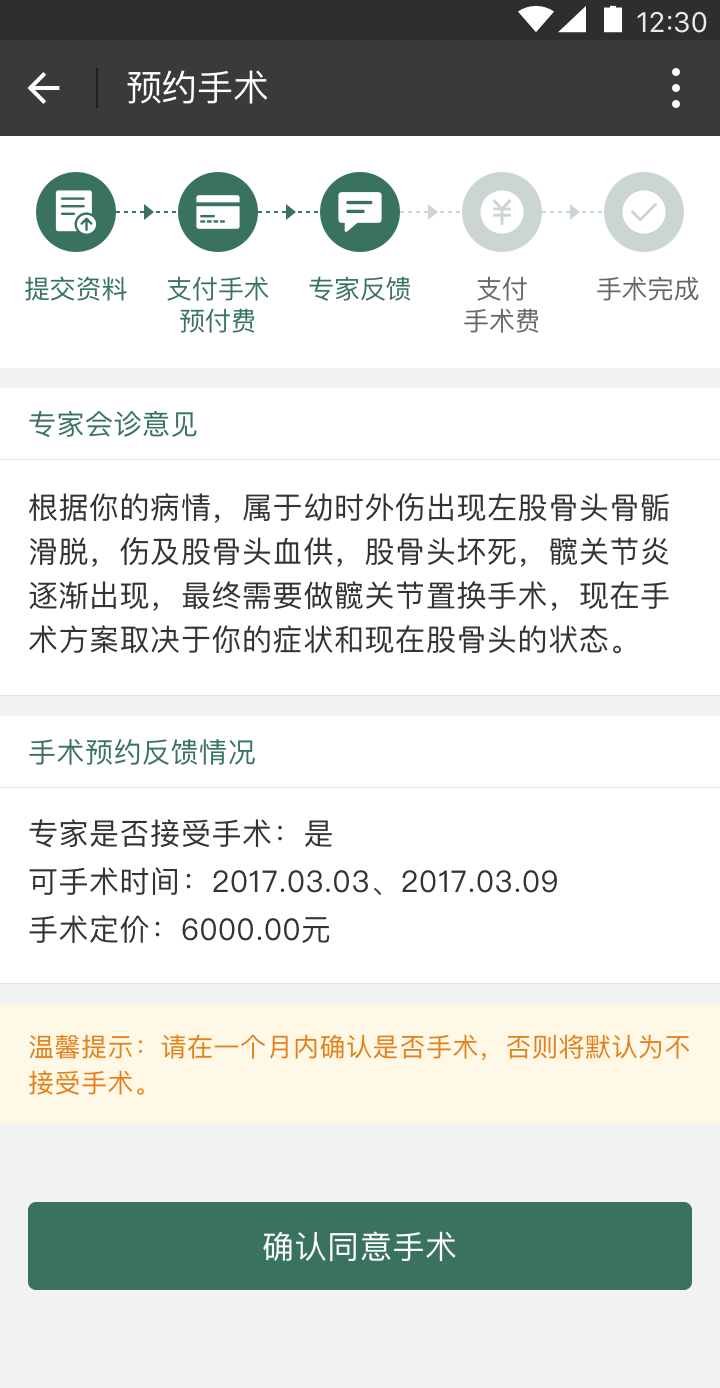 12:30
预约手术
提交资料
支付手术
预付费
专家反馈
支付
手术费
手术完成
专家会诊意见
根据你的病情，属于幼时外伤出现左股骨头骨骺
滑脱，伤及股骨头血供，股骨头坏死，髋关节炎
逐渐出现，最终需要做髋关节置换手术，现在手
术方案取决于你的症状和现在股骨头的状态。
手术预约反馈情况
专家是否接受手术：是
可手术时间：2017.03.03、2017.03.09
手术定价：6000.00元
温馨提示：请在一个月内确认是否手术，否则将默认为不
接受手术。
确认同意手术